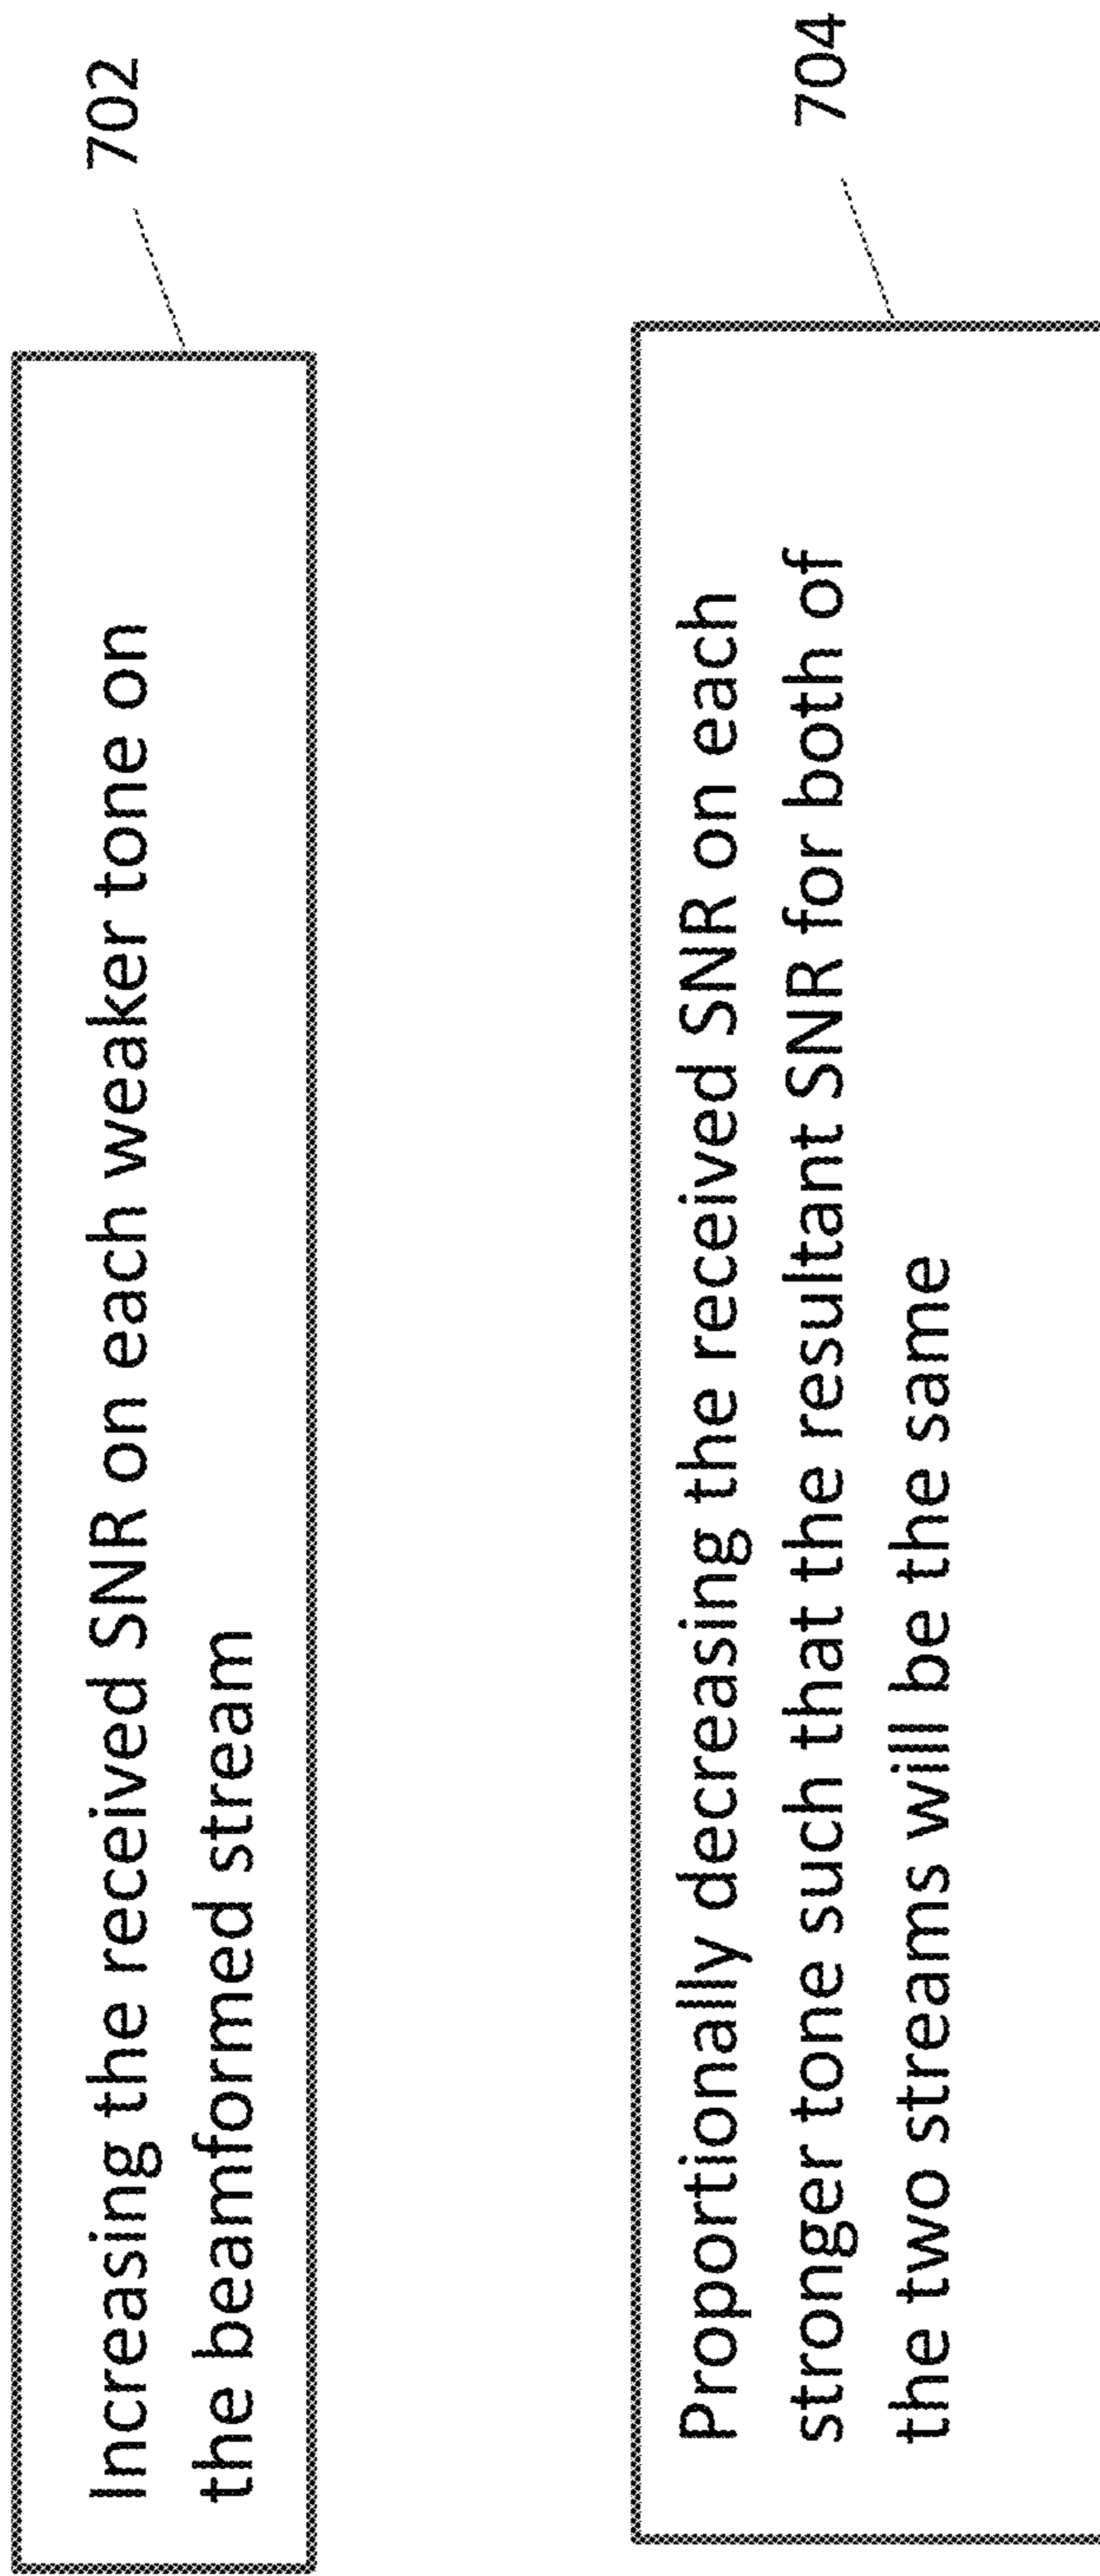 Increasing the received SNR on each weaker tone on
the beamformed stream
702
Proportionally decreasing the received SNR on each
stronger tone such that the resultant SNR for both of
the two streams will be the same
704